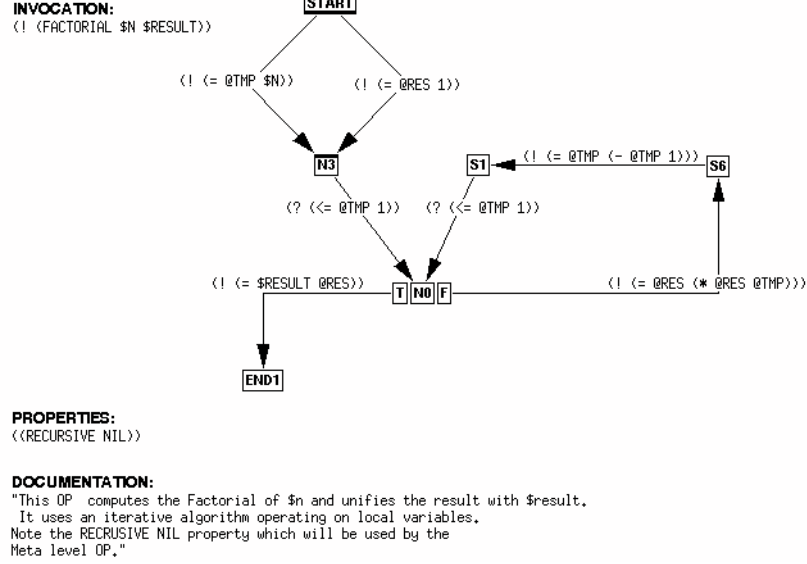 INVOCATION:
(! (FACTORIAL $N $RESULT))
START
(! (= @TMP $N))
(! (= @RES 1))
N3
S1
(! (= @TMP (- @TMP 1)))
S6
(? (<= @TMP 1))
(? (<= @TMP 1))
(! (= $RESULT @RES))
T N0 F
(! (= @RES (* @RES @TMP)))
END1
PROPERTIES:
((RECURSIVE NIL))
DOCUMENTATION:
"This OP computes the Factorial of $n and unifies the result with $result.
It uses an iterative algorithm operating on local variables.
Note the RECRUSIVE NIL property which will be used by the
Meta level OP."